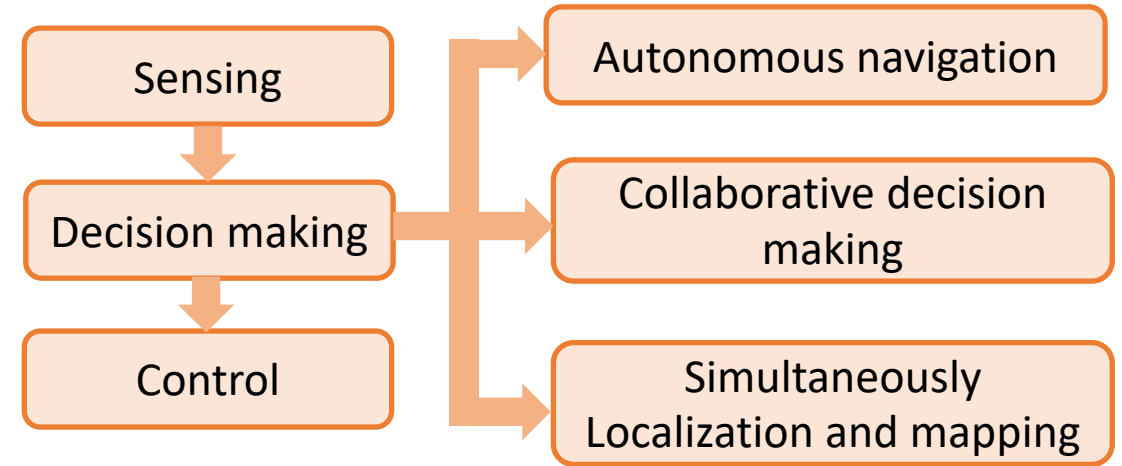 Sensing
Decision making
Control
Autonomous navigation
Collaborative decision
making
Simultaneously
Localization and mapping